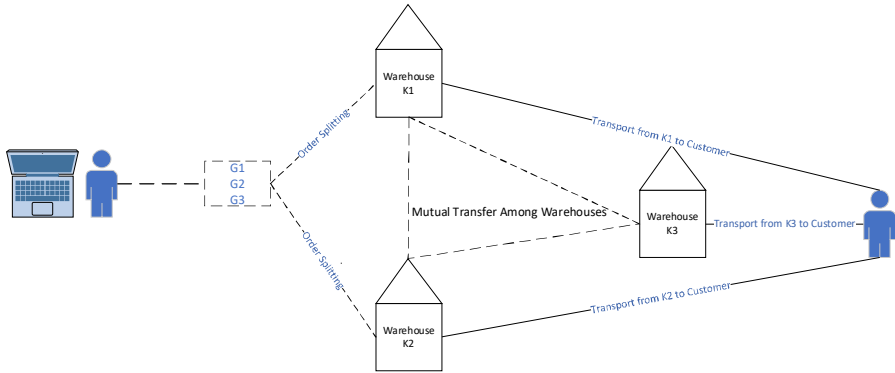 Warehouse
K1
Order Splitting
Transport from K1 to Customer
G1
G2
G3
Mutual Transfer Among Warehouses
Warehouse
K3
Transport from K3 to Customer
Order Splitting
Transport from K2 to Customer
Warehouse
K2